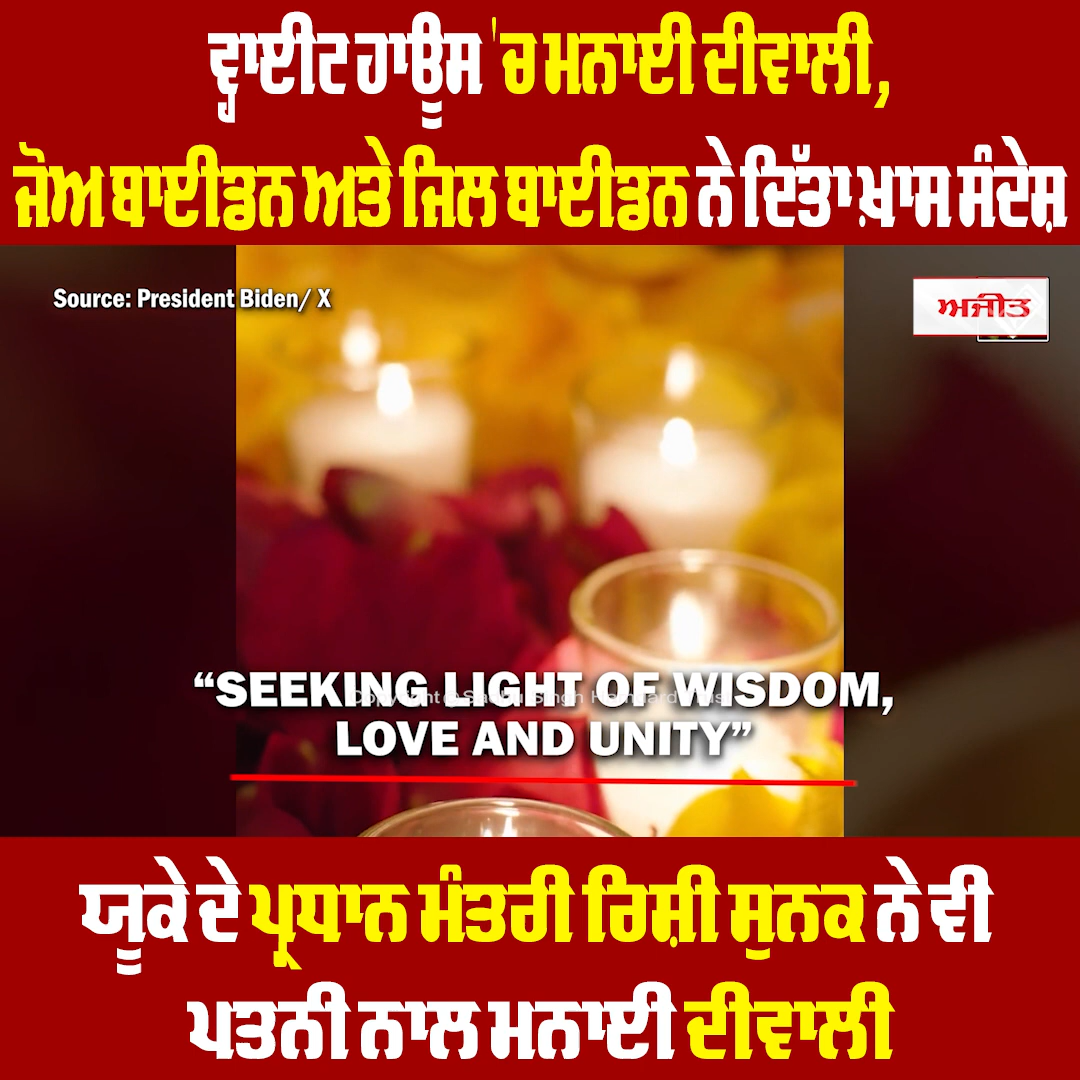 ਵ੍ਹਾਈਟ ਹਾਊਸ 'ਚ ਮਨਾਈ ਦੀਵਾਲੀ,
ਜੋਅ ਬਾਈਡਨ ਅਤੇ ਜਿਲ ਬਾਈਡਨ ਨੇ ਦਿੱਤਾ ਖ਼ਾਸ ਸੰਦੇਸ਼
Source: President Biden/ X
ਅਜੀਤ
“SEEKING LIGHT OF WISDOM,
LOVE AND UNITY”
ਯੂਕੇ ਦੇ ਪ੍ਰਧਾਨ ਮੰਤਰੀ ਰਿਸ਼ੀ ਸੁਨਕ ਨੇ ਵੀ
ਪਤਨੀ ਨਾਲ ਮਨਾਈ ਦੀਵਾਲੀ